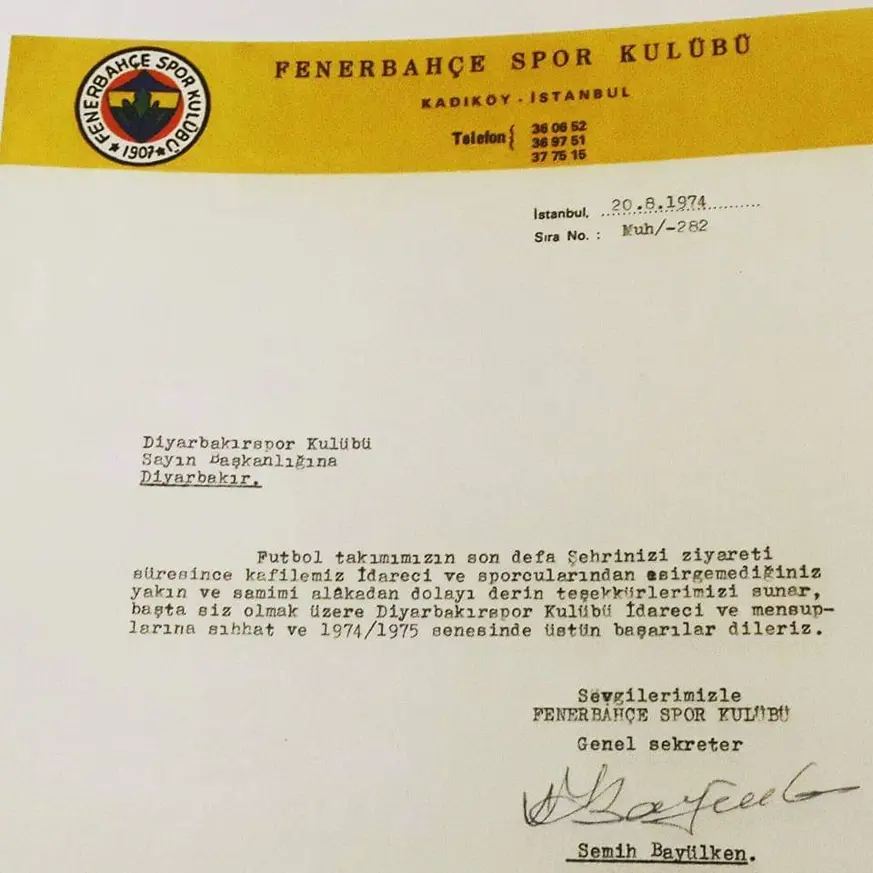 FENERBAHÇE SPOR KULÜBÜ
★ 1907 ★
FENERBAHÇE SPOR KULÜBÜ
KADIKÖY - İSTANBUL
Telefon { 36 06 52
36 97 51
37 75 15
İstanbul, 20.8.1974
Sıra No. : Muh/-282
Diyarbakırspor Kulübü
Sayın Başkanlığına
Diyarbakır.
Futbol takımımızın son defa Şehrinizi ziyareti
süresince kafilemiz İdareci ve sporcularından esirgemediğiniz
yakın ve samimi alâkadan dolayı derin teşekkürlerimizi sunar,
başta siz olmak üzere Diyarbakırspor Kulübü İdareci ve mensup-
larına sıhhat ve 1974/1975 senesinde üstün başarılar dileriz.
Sevgilerimizle
FENERBAHÇE SPOR KULÜBÜ
Genel sekreter
Semih Bayülken.